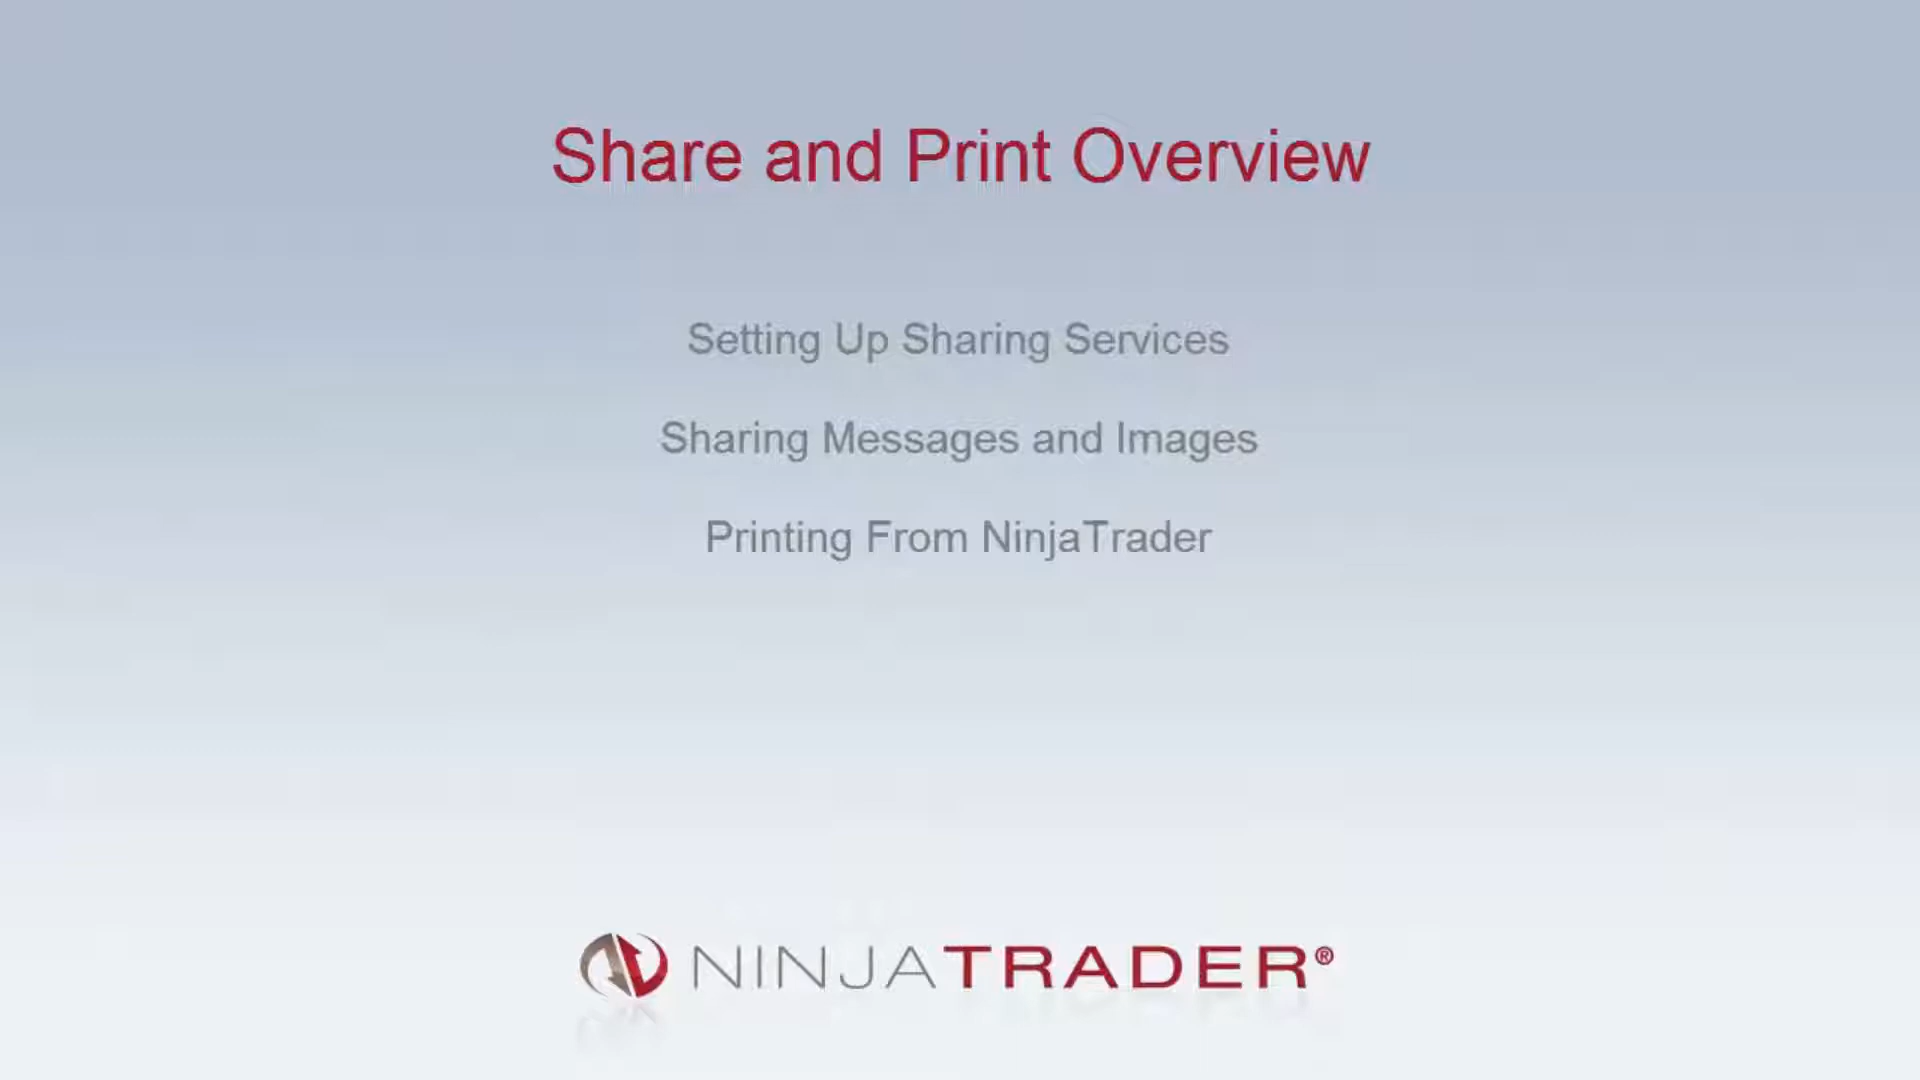 Share and Print Overview
Setting Up Sharing Services
Sharing Messages and Images
Printing From NinjaTrader
NINJATRADER®